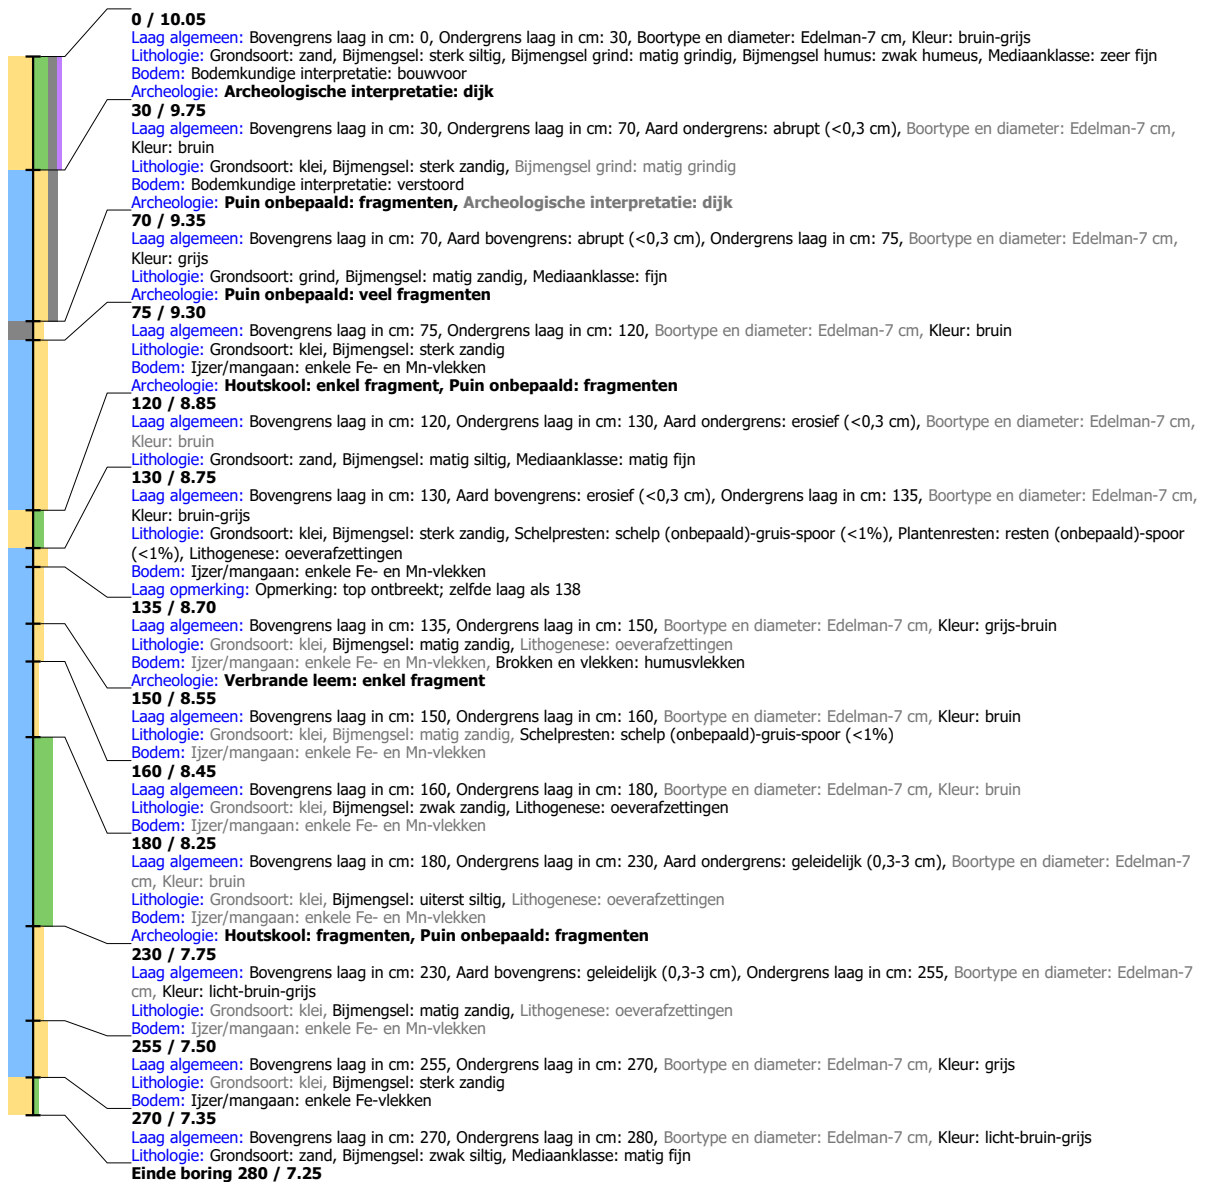 0 / 10.05
Laag algemeen: Bovengrens laag in cm: 0, Ondergrens laag in cm: 30, Boortype en diameter: Edelman-7 cm, Kleur: bruin-grijs
Lithologie: Grondsoort: zand, Bijmengsel: sterk siltig, Bijmengsel grind: matig grindig, Bijmengsel humus: zwak humeus, Mediaanklasse: zeer fijn
Bodem: Bodemkundige interpretatie: bouwvoor
Archeologie: Archeologische interpretatie: dijk
30 / 9.75
Laag algemeen: Bovengrens laag in cm: 30, Ondergrens laag in cm: 70, Aard ondergrens: abrupt (<0,3 cm), Boortype en diameter: Edelman-7 cm,
Kleur: bruin
Lithologie: Grondsoort: klei, Bijmengsel: sterk zandig, Bijmengsel grind: matig grindig
Bodem: Bodemkundige interpretatie: verstoord
Archeologie: Puin onbepaald: fragmenten, Archeologische interpretatie: dijk
70 / 9.35
Laag algemeen: Bovengrens laag in cm: 70, Aard bovengrens: abrupt (<0,3 cm), Ondergrens laag in cm: 75, Boortype en diameter: Edelman-7 cm,
Kleur: grijs
Lithologie: Grondsoort: grind, Bijmengsel: matig zandig, Mediaanklasse: fijn
Archeologie: Puin onbepaald: veel fragmenten
75 / 9.30
Laag algemeen: Bovengrens laag in cm: 75, Ondergrens laag in cm: 120, Boortype en diameter: Edelman-7 cm, Kleur: bruin
Lithologie: Grondsoort: klei, Bijmengsel: sterk zandig
Bodem: Ijzer/mangaan: enkele Fe- en Mn-vlekken
Archeologie: Houtskool: enkel fragment, Puin onbepaald: fragmenten
120 / 8.85
Laag algemeen: Bovengrens laag in cm: 120, Ondergrens laag in cm: 130, Aard ondergrens: erosief (<0,3 cm), Boortype en diameter: Edelman-7 cm,
Kleur: bruin
Lithologie: Grondsoort: zand, Bijmengsel: matig siltig, Mediaanklasse: matig fijn
130 / 8.75
Laag algemeen: Bovengrens laag in cm: 130, Aard bovengrens: erosief (<0,3 cm), Ondergrens laag in cm: 135, Boortype en diameter: Edelman-7 cm,
Kleur: bruin-grijs
Lithologie: Grondsoort: klei, Bijmengsel: sterk zandig, Schelpresten: schelp (onbepaald)-gruis-spoor (<1%), Plantenresten: resten (onbepaald)-spoor
(<1%), Lithogenese: oeverafzettingen
Bodem: Ijzer/mangaan: enkele Fe- en Mn-vlekken
Laag opmerking: Opmerking: top ontbreekt; zelfde laag als 138
135 / 8.70
Laag algemeen: Bovengrens laag in cm: 135, Ondergrens laag in cm: 150, Boortype en diameter: Edelman-7 cm, Kleur: grijs-bruin
Lithologie: Grondsoort: klei, Bijmengsel: matig zandig, Lithogenese: oeverafzettingen
Bodem: Ijzer/mangaan: enkele Fe- en Mn-vlekken, Brokken en vlekken: humusvlekken
Archeologie: Verbrande leem: enkel fragment
150 / 8.55
Laag algemeen: Bovengrens laag in cm: 150, Ondergrens laag in cm: 160, Boortype en diameter: Edelman-7 cm, Kleur: bruin
Lithologie: Grondsoort: klei, Bijmengsel: matig zandig, Schelpresten: schelp (onbepaald)-gruis-spoor (<1%)
Bodem: Ijzer/mangaan: enkele Fe- en Mn-vlekken
160 / 8.45
Laag algemeen: Bovengrens laag in cm: 160, Ondergrens laag in cm: 180, Boortype en diameter: Edelman-7 cm, Kleur: bruin
Lithologie: Grondsoort: klei, Bijmengsel: zwak zandig, Lithogenese: oeverafzettingen
Bodem: Ijzer/mangaan: enkele Fe- en Mn-vlekken
180 / 8.25
Laag algemeen: Bovengrens laag in cm: 180, Ondergrens laag in cm: 230, Aard ondergrens: geleidelijk (0,3-3 cm), Boortype en diameter: Edelman-7
cm, Kleur: bruin
Lithologie: Grondsoort: klei, Bijmengsel: uiterst siltig, Lithogenese: oeverafzettingen
Bodem: Ijzer/mangaan: enkele Fe- en Mn-vlekken
Archeologie: Houtskool: fragmenten, Puin onbepaald: fragmenten
230 / 7.75
Laag algemeen: Bovengrens laag in cm: 230, Aard bovengrens: geleidelijk (0,3-3 cm), Ondergrens laag in cm: 255, Boortype en diameter: Edelman-7
cm, Kleur: licht-bruin-grijs
Lithologie: Grondsoort: klei, Bijmengsel: matig zandig, Lithogenese: oeverafzettingen
Bodem: Ijzer/mangaan: enkele Fe- en Mn-vlekken
255 / 7.50
Laag algemeen: Bovengrens laag in cm: 255, Ondergrens laag in cm: 270, Boortype en diameter: Edelman-7 cm, Kleur: grijs
Lithologie: Grondsoort: klei, Bijmengsel: sterk zandig
Bodem: Ijzer/mangaan: enkele Fe-vlekken
270 / 7.35
Laag algemeen: Bovengrens laag in cm: 270, Ondergrens laag in cm: 280, Boortype en diameter: Edelman-7 cm, Kleur: licht-bruin-grijs
Lithologie: Grondsoort: zand, Bijmengsel: zwak siltig, Mediaanklasse: matig fijn
Einde boring 280 / 7.25